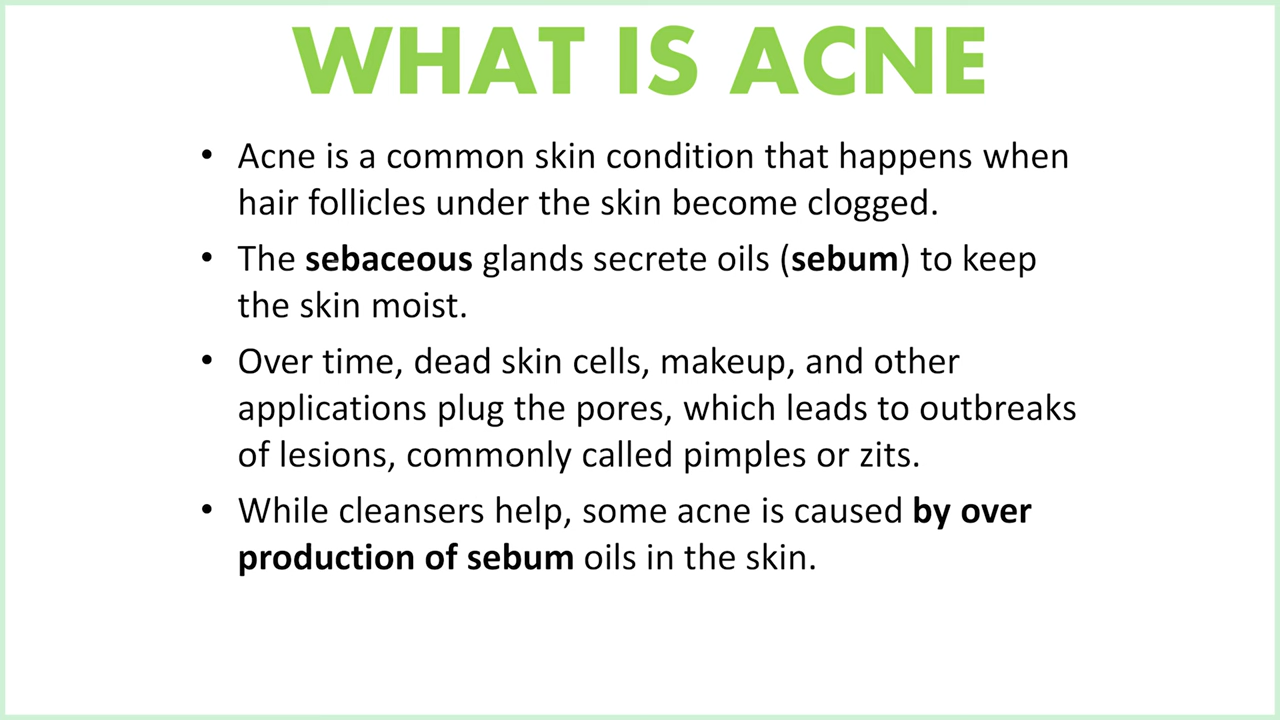 WHAT IS ACNE
• Acne is a common skin condition that happens when
hair follicles under the skin become clogged.
• The sebaceous glands secrete oils (sebum) to keep
the skin moist.
• Over time, dead skin cells, makeup, and other
applications plug the pores, which leads to outbreaks
of lesions, commonly called pimples or zits.
• While cleansers help, some acne is caused by over
production of sebum oils in the skin.